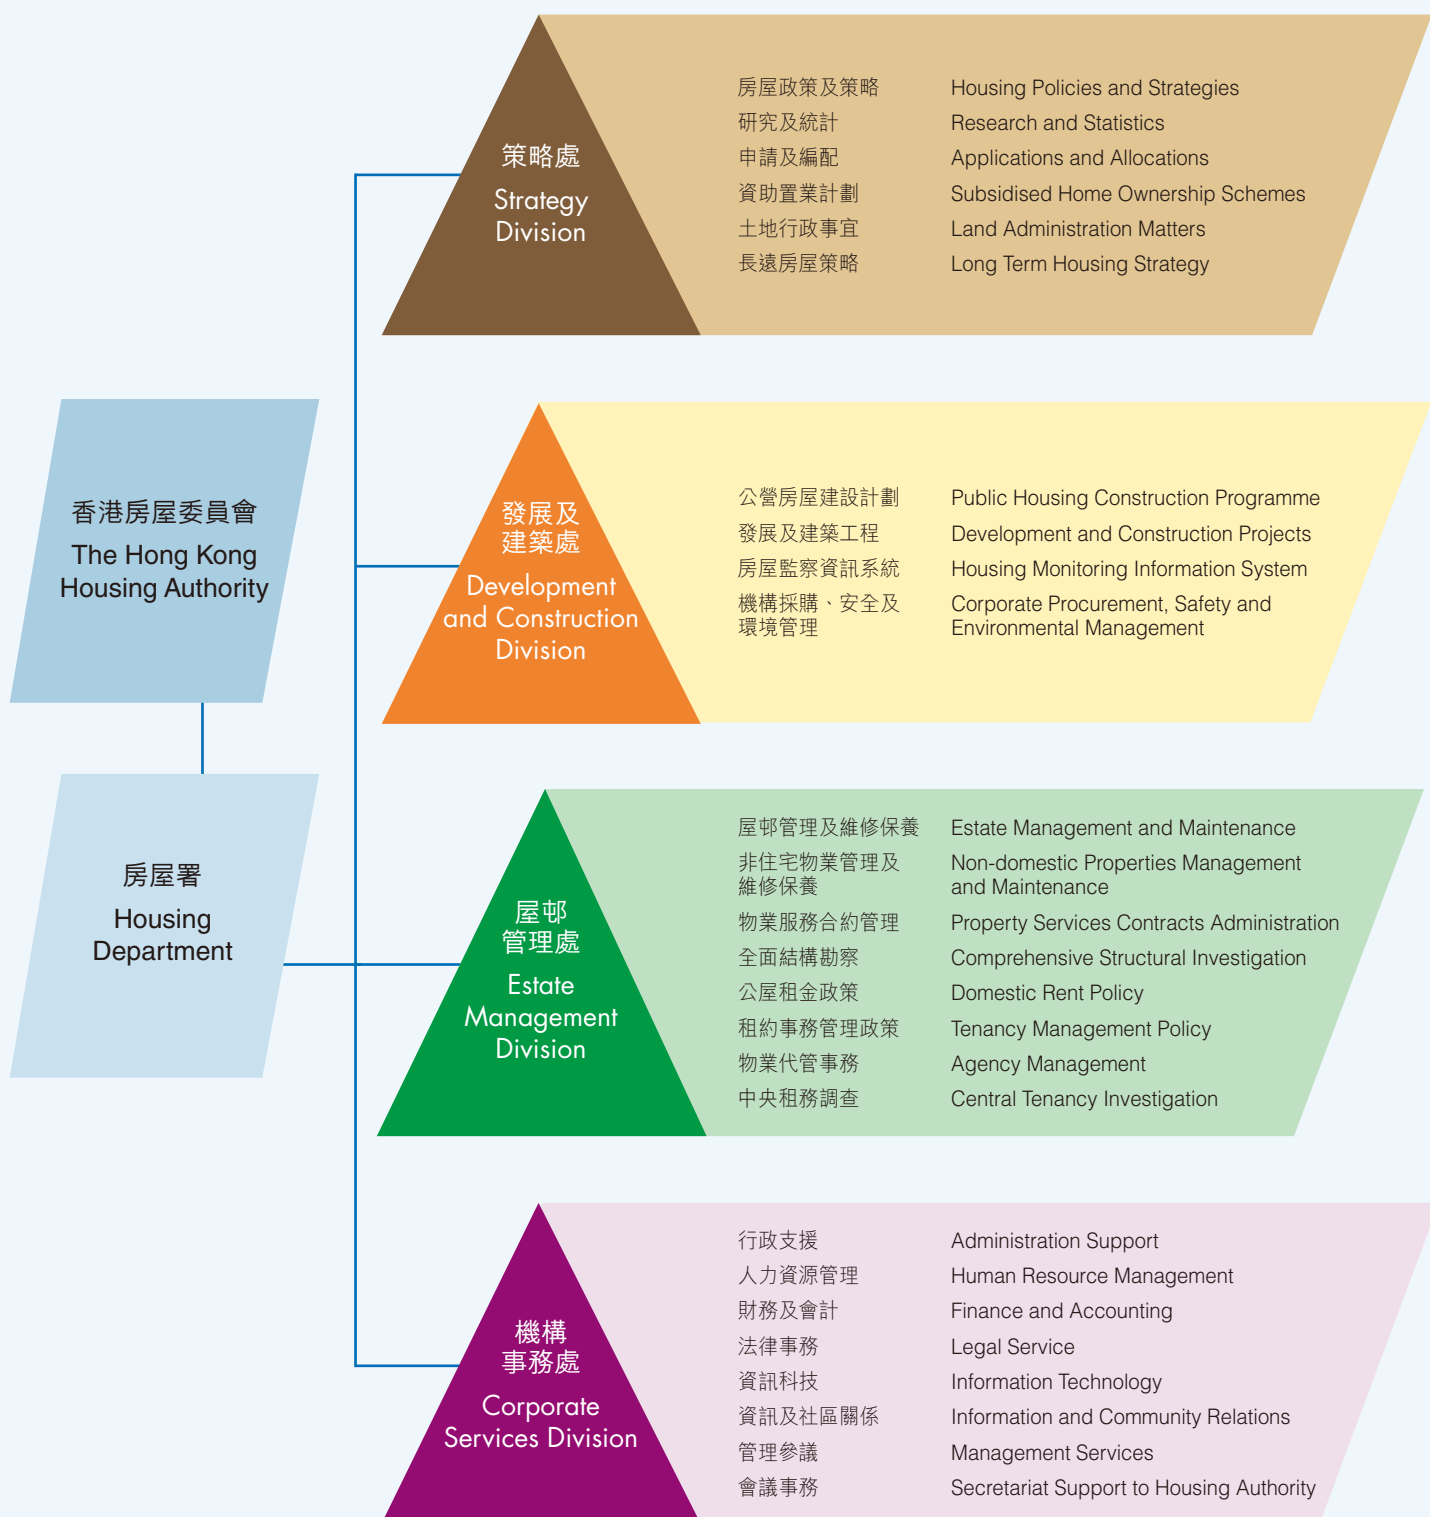 香港房屋委員會
The Hong Kong
Housing Authority
房屋署
Housing
Department
策略處
Strategy
Division
房屋政策及策略 Housing Policies and Strategies
研究及統計 Research and Statistics
申請及編配 Applications and Allocations
資助置業計劃 Subsidised Home Ownership Schemes
土地行政事宜 Land Administration Matters
長遠房屋策略 Long Term Housing Strategy
發展及
建築處
Development
and Construction
Division
公營房屋建設計劃 Public Housing Construction Programme
發展及建築工程 Development and Construction Projects
房屋監察資訊系統 Housing Monitoring Information System
機構採購、安全及 Corporate Procurement, Safety and
環境管理 Environmental Management
屋邨
管理處
Estate
Management
Division
屋邨管理及維修保養 Estate Management and Maintenance
非住宅物業管理及 Non-domestic Properties Management
維修保養 and Maintenance
物業服務合約管理 Property Services Contracts Administration
全面結構勘察 Comprehensive Structural Investigation
公屋租金政策 Domestic Rent Policy
租約事務管理政策 Tenancy Management Policy
物業代管事務 Agency Management
中央租務調查 Central Tenancy Investigation
機構
事務處
Corporate
Services Division
行政支援 Administration Support
人力資源管理 Human Resource Management
財務及會計 Finance and Accounting
法律事務 Legal Service
資訊科技 Information Technology
資訊及社區關係 Information and Community Relations
管理參議 Management Services
會議事務 Secretariat Support to Housing Authority